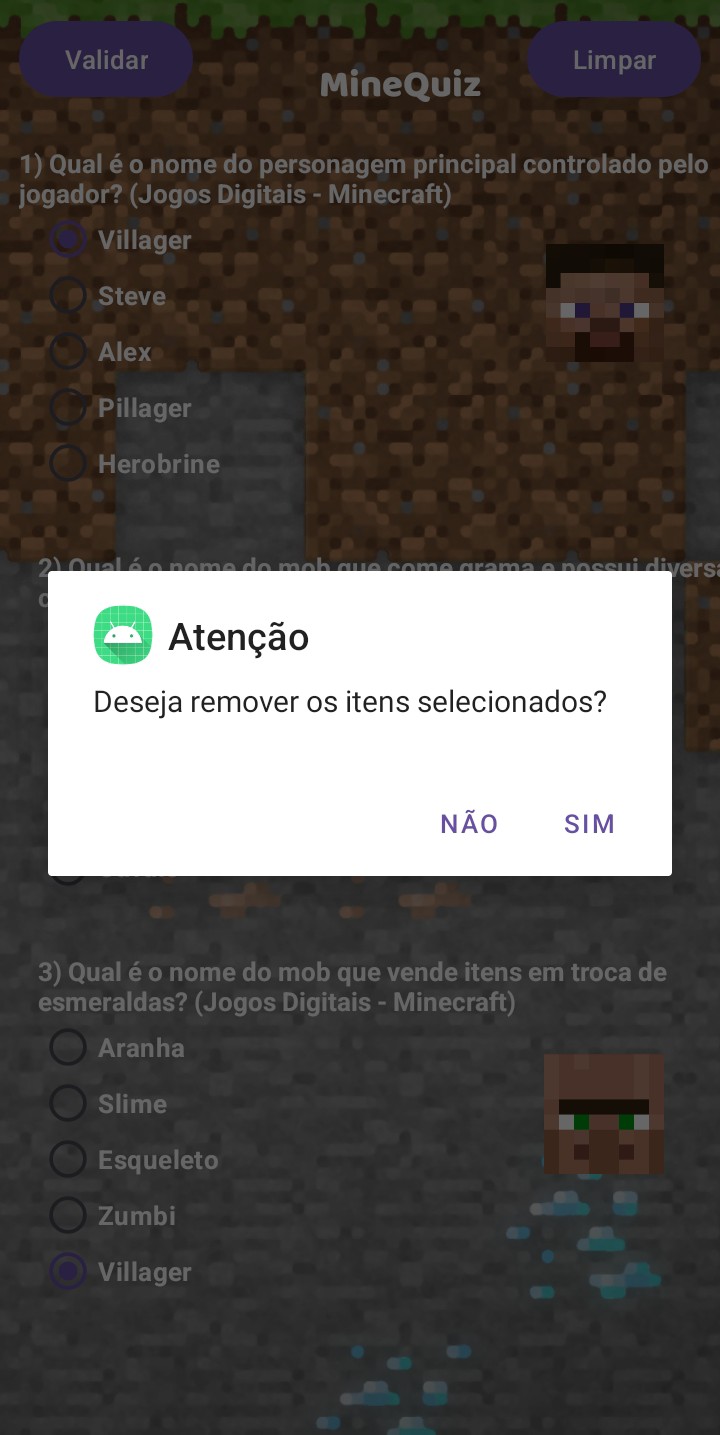 Validar
MineQuiz
Limpar
1) Qual é o nome do personagem principal controlado pelo
jogador? (Jogos Digitais - Minecraft)
Villager
Steve
Alex
Pillager
Herobrine
2) Qual é o nome do mob que come grama e possui
Atenção
Deseja remover os itens selecionados?
NÃO
SIM
3) Qual é o nome do mob que vende itens em troca de
esmeraldas? (Jogos Digitais - Minecraft)
Aranha
Slime
Esqueleto
Zumbi
Villager